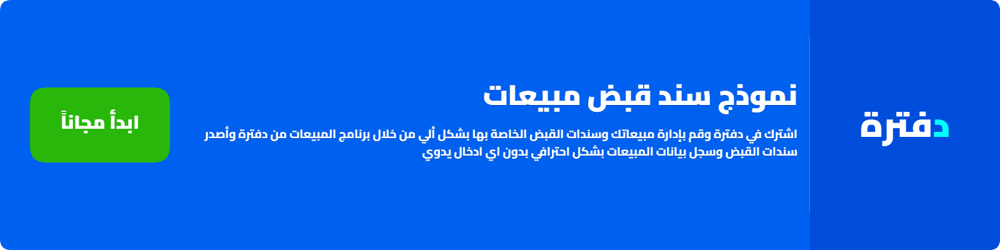 دفترة
نموذج سند قبض مبيعات
اشترك في دفترة وقم بإدارة مبيعاتك وسندات القبض الخاصة بها بشكل ألي من خلال برنامج المبيعات من دفترة وأصدر
سندات القبض وسجل بيانات المبيعات بشكل احترافي بدون اي ادخال يدوي
ابدأ مجاناً